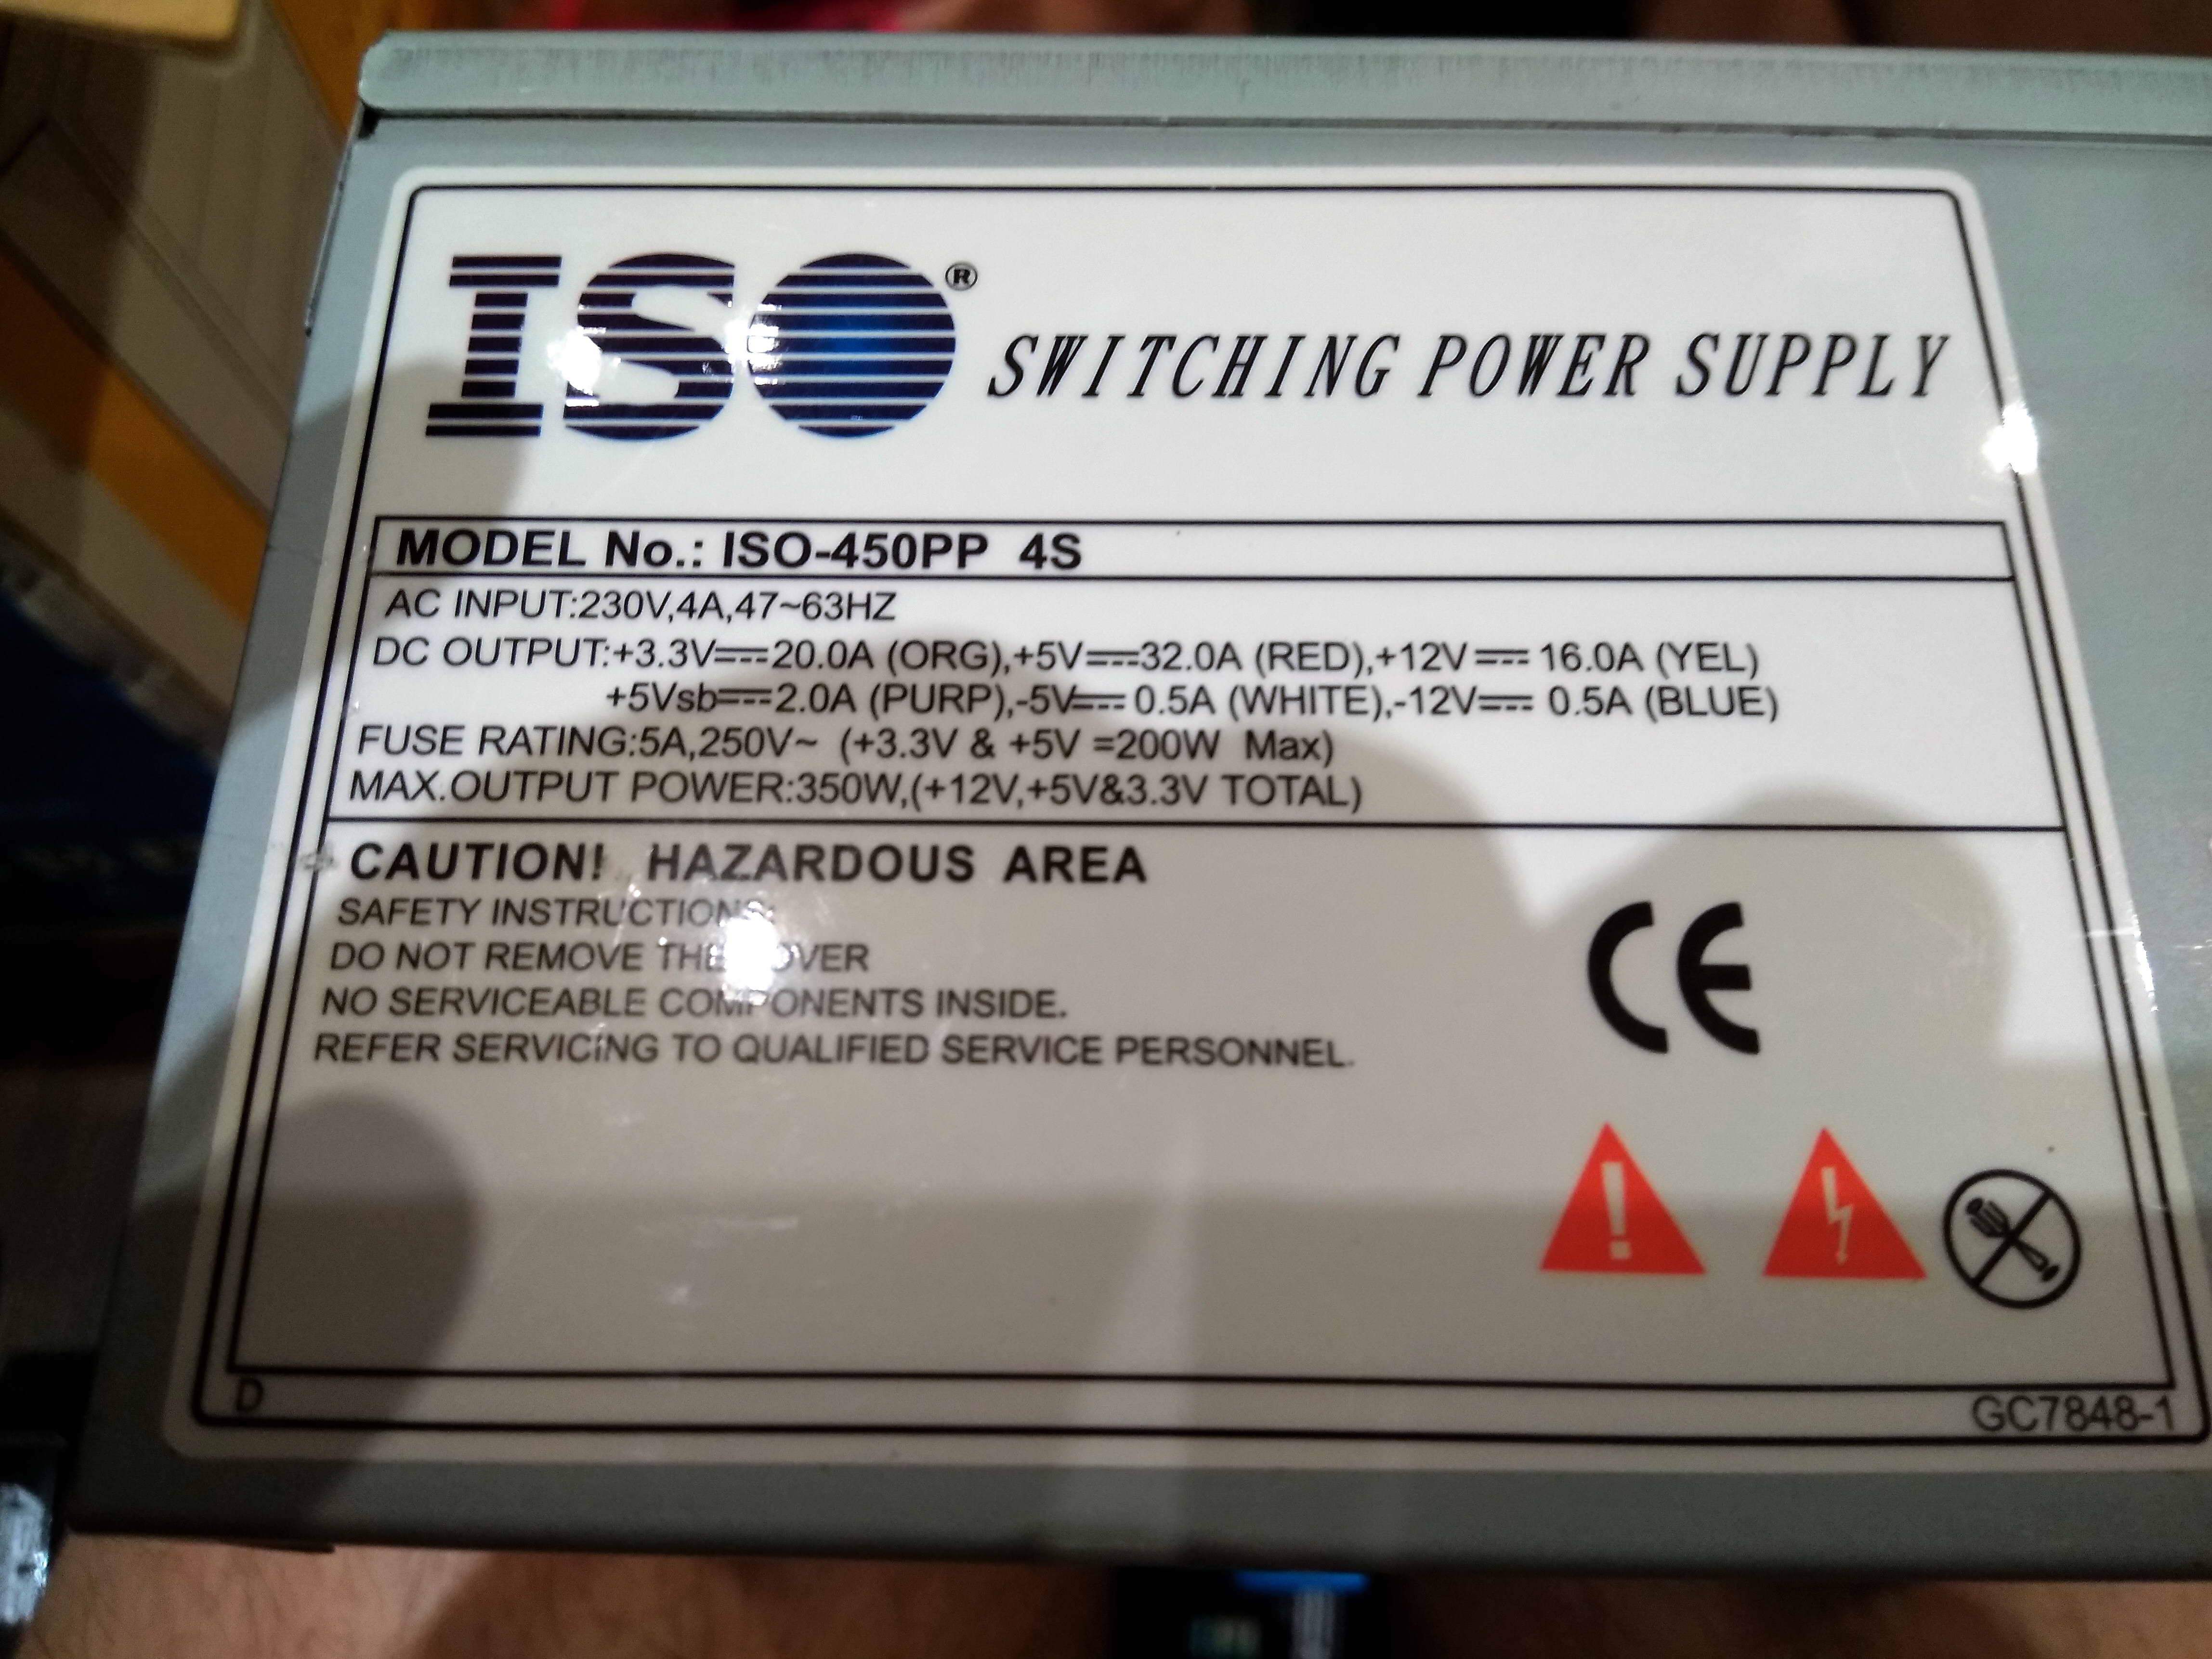 ISO® SWITCHING POWER SUPPLY
MODEL No.: ISO-450PP 4S
AC INPUT:230V,4A,47~63HZ
DC OUTPUT:+3.3V⎓20.0A (ORG),+5V⎓32.0A (RED),+12V⎓ 16.0A (YEL)
+5Vsb⎓2.0A (PURP),-5V⎓ 0.5A (WHITE),-12V⎓ 0.5A (BLUE)
FUSE RATING:5A,250V~ (+3.3V & +5V =200W Max)
MAX.OUTPUT POWER:350W,(+12V,+5V&3.3V TOTAL)
CAUTION! HAZARDOUS AREA
SAFETY INSTRUCTIONS:
DO NOT REMOVE THE COVER
NO SERVICEABLE COMPONENTS INSIDE.
REFER SERVICING TO QUALIFIED SERVICE PERSONNEL.
CE
D
GC7848-1